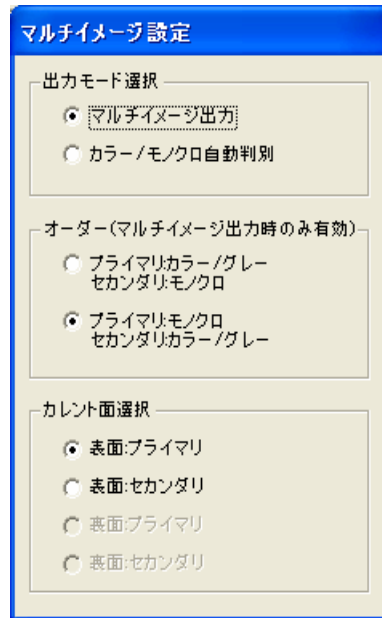 マルチイメージ設定
出力モード選択
マルチイメージ出力
カラー/モノクロ自動判別
オーダー(マルチイメージ出力時のみ有効)
プライマリ:カラー/グレー
セカンダリ:モノクロ
プライマリ:モノクロ
セカンダリ:カラー/グレー
カレント面選択
表面:プライマリ
表面:セカンダリ
裏面:プライマリ
裏面:セカンダリ